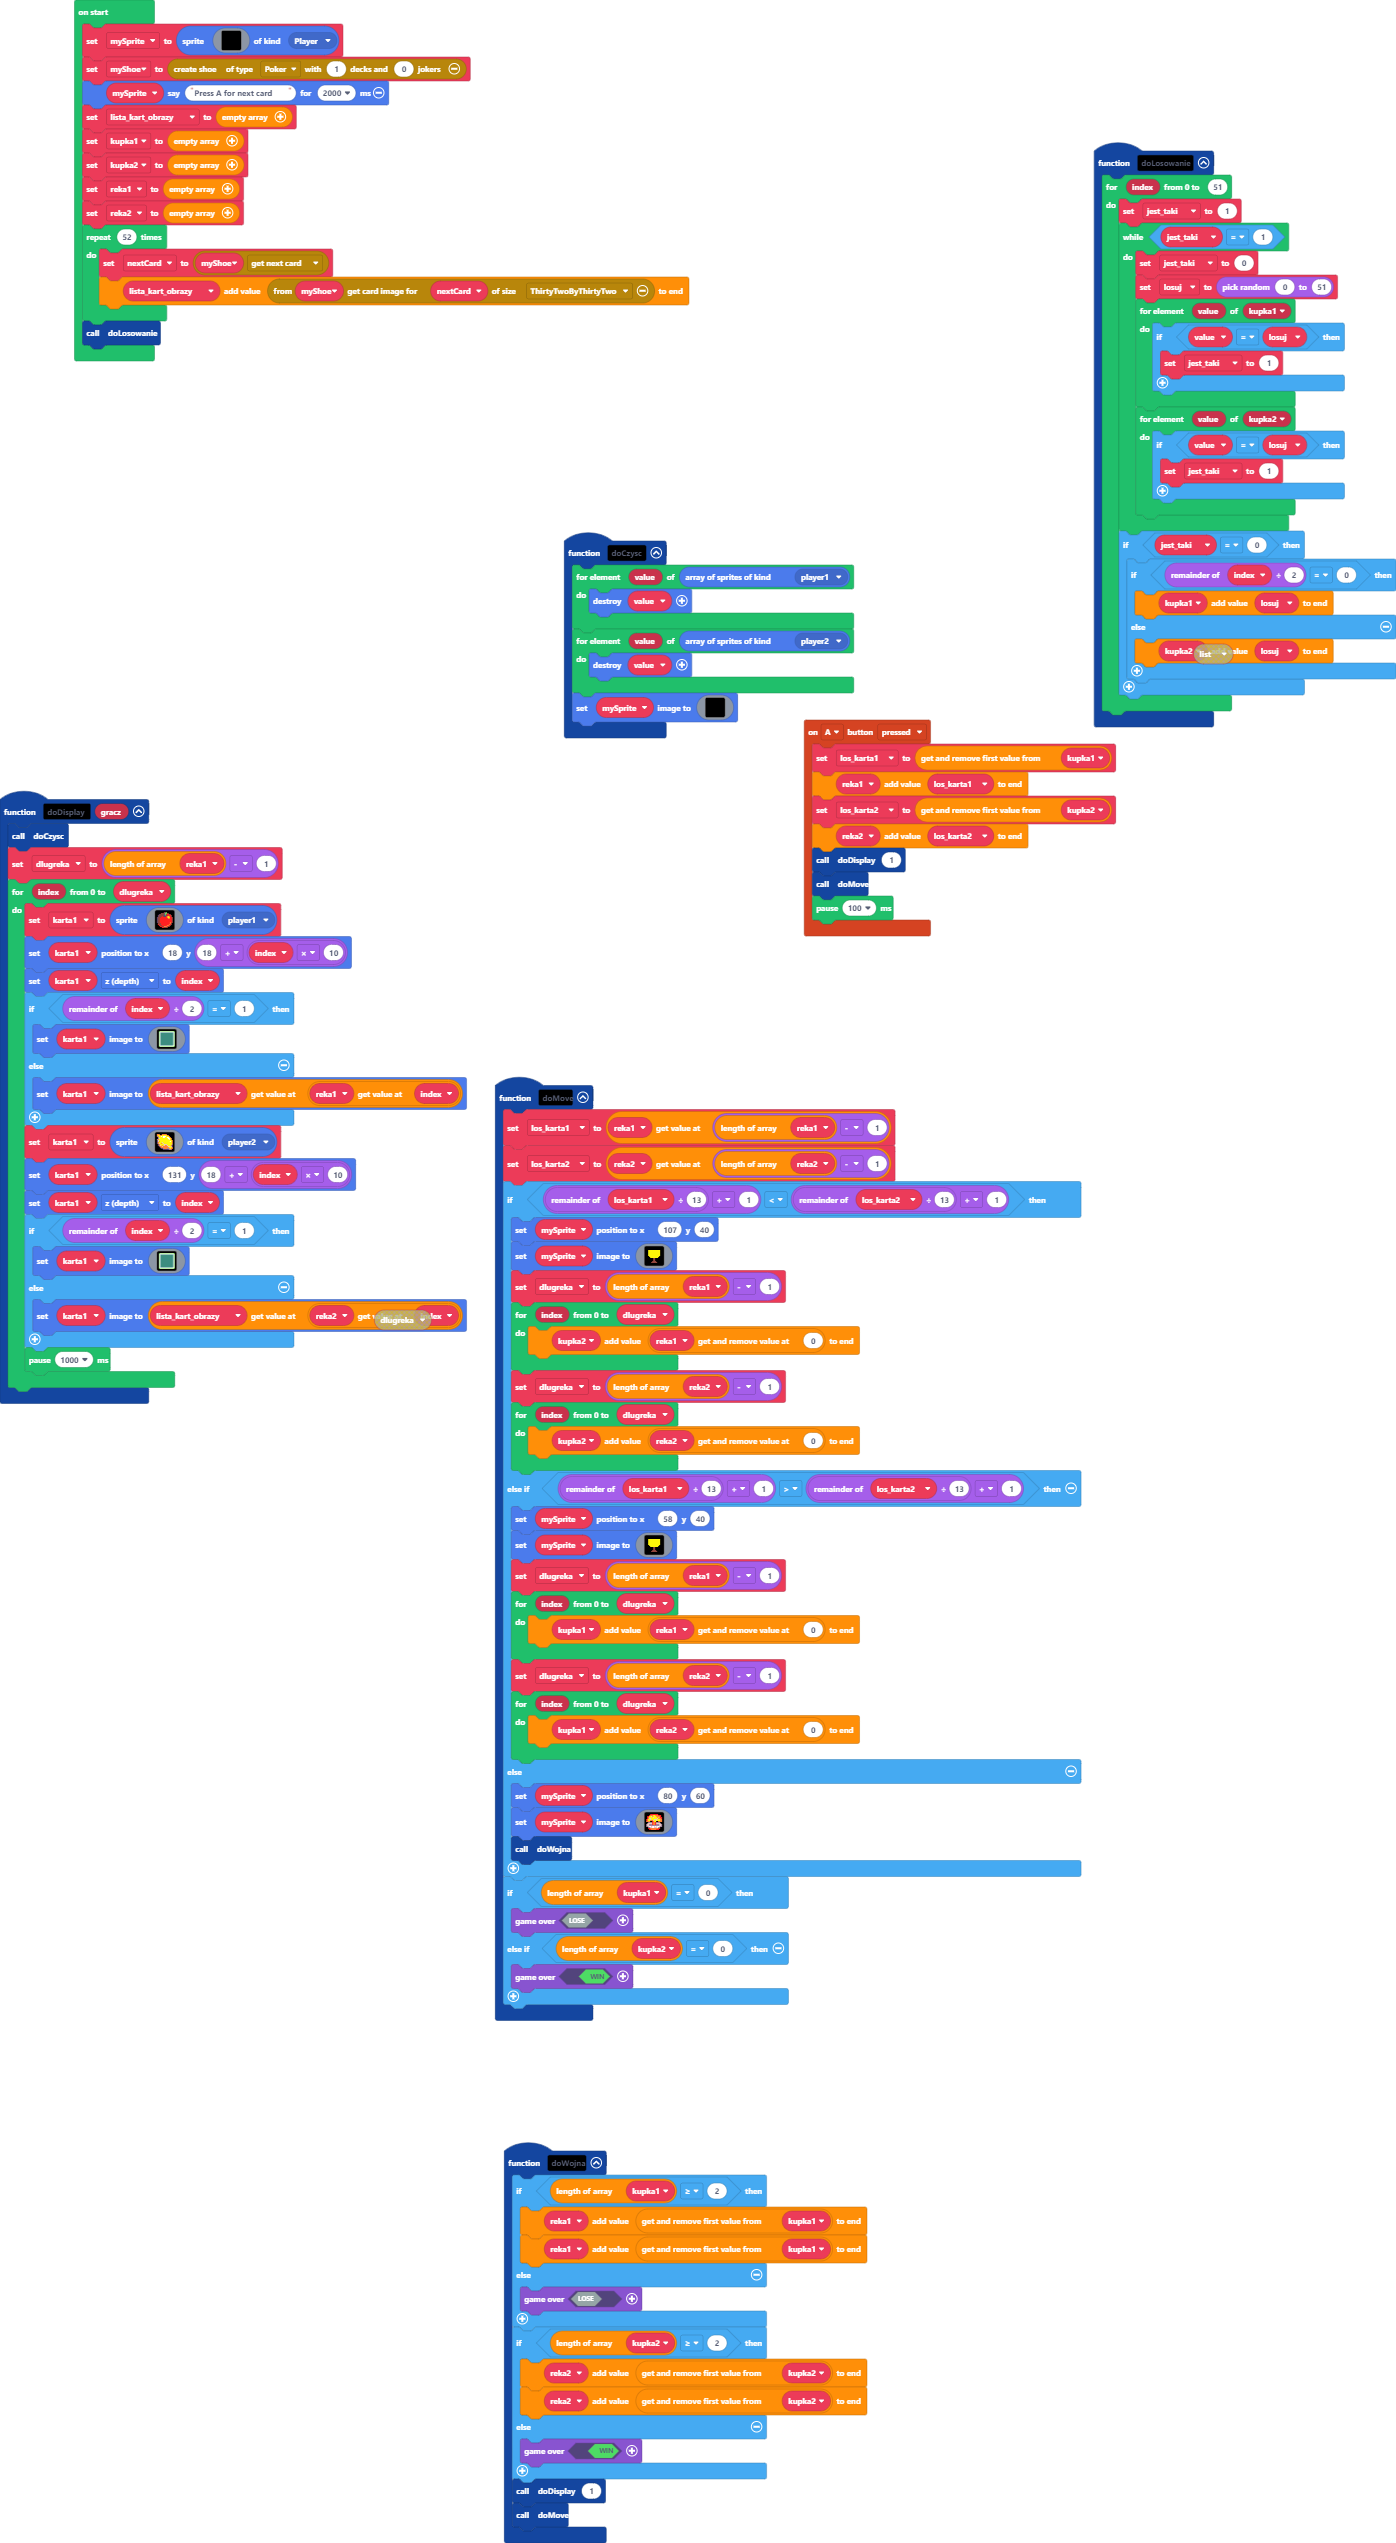 on start
set mySprite to sprite of kind Player
set myShoe to create shoe of type Poker with 1 decks and 0 jokers
mySprite say "Press A for next card" for 2000 ms
set lista_kart_obrazy to empty array
set kupka1 to empty array
set kupka2 to empty array
set reka1 to empty array
set reka2 to empty array
repeat 52 times
do
set nextCard to myShoe get next card
lista_kart_obrazy add value from myShoe get card image for nextCard of size ThirtyTwoByThirtyTwo to end
call doLosowanie
function doLosowanie
for index from 0 to 51
do
set jest_taki to 1
while jest_taki = 1
do
set jest_taki to 0
set losuj to pick random 0 to 51
for element value of kupka1
do
if value = losuj then
set jest_taki to 1
for element value of kupka2
do
if value = losuj then
set jest_taki to 1
if jest_taki = 0 then
if remainder of index ÷ 2 = 0 then
kupka1 add value losuj to end
else
kupka2 list value losuj to end
function doCzysc
for element value of array of sprites of kind player1
do
destroy value
for element value of array of sprites of kind player2
do
destroy value
set mySprite image to
on A button pressed
set los_karta1 to get and remove first value from kupka1
reka1 add value los_karta1 to end
set los_karta2 to get and remove first value from kupka2
reka2 add value los_karta2 to end
call doDisplay 1
call doMove
pause 100 ms
function doDisplay gracz
call doCzysc
set dlugreka to length of array reka1 - 1
for index from 0 to dlugreka
do
set karta1 to sprite of kind player1
set karta1 position to x 18 y 18 + index × 10
set karta1 z (depth) to index
if remainder of index ÷ 2 = 1 then
set karta1 image to
else
set karta1 image to lista_kart_obrazy get value at reka1 get value at index
set karta1 to sprite of kind player2
set karta1 position to x 131 y 18 + index × 10
set karta1 z (depth) to index
if remainder of index ÷ 2 = 1 then
set karta1 image to
else
set karta1 image to lista_kart_obrazy get value at reka2 dlugreka
pause 1000 ms
function doMove
set los_karta1 to reka1 get value at length of array reka1 - 1
set los_karta2 to reka2 get value at length of array reka2 - 1
if remainder of los_karta1 ÷ 13 + 1 < remainder of los_karta2 ÷ 13 + 1 then
set mySprite position to x 107 y 40
set mySprite image to
set dlugreka to length of array reka1 - 1
for index from 0 to dlugreka
do
kupka2 add value reka1 get and remove value at 0 to end
set dlugreka to length of array reka2 - 1
for index from 0 to dlugreka
do
kupka2 add value reka2 get and remove value at 0 to end
else if remainder of los_karta1 ÷ 13 + 1 > remainder of los_karta2 ÷ 13 + 1 then
set mySprite position to x 58 y 40
set mySprite image to
set dlugreka to length of array reka1 - 1
for index from 0 to dlugreka
do
kupka1 add value reka1 get and remove value at 0 to end
set dlugreka to length of array reka2 - 1
for index from 0 to dlugreka
do
kupka1 add value reka2 get and remove value at 0 to end
else
set mySprite position to x 80 y 60
set mySprite image to
call doWojna
if length of array kupka1 = 0 then
game over LOSE
else if length of array kupka2 = 0 then
game over WIN
function doWojna
if length of array kupka1 ≥ 2 then
reka1 add value get and remove first value from kupka1 to end
reka1 add value get and remove first value from kupka1 to end
else
game over LOSE
if length of array kupka2 ≥ 2 then
reka2 add value get and remove first value from kupka2 to end
reka2 add value get and remove first value from kupka2 to end
else
game over WIN
call doDisplay 1
call doMove